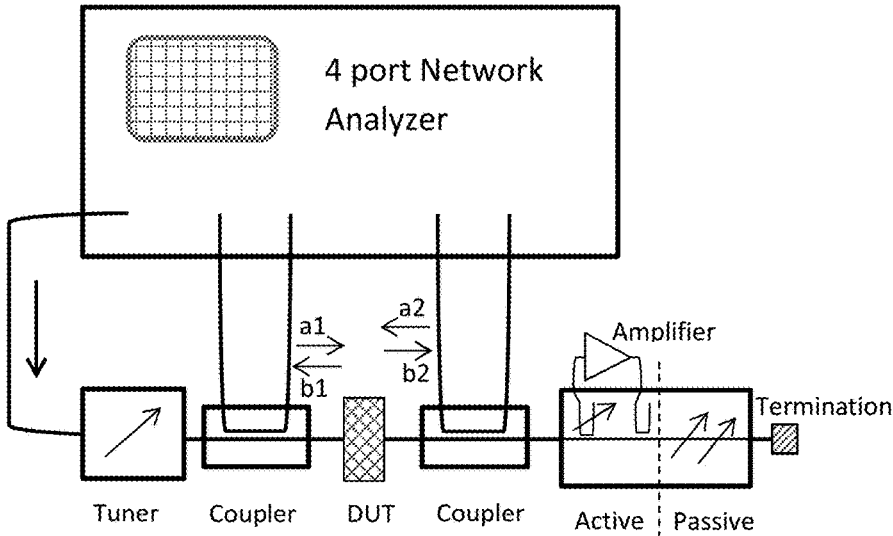 4 port Network
Analyzer
a1
b1
a2
b2
Amplifier
Termination
Tuner
Coupler
DUT
Coupler
Active
Passive